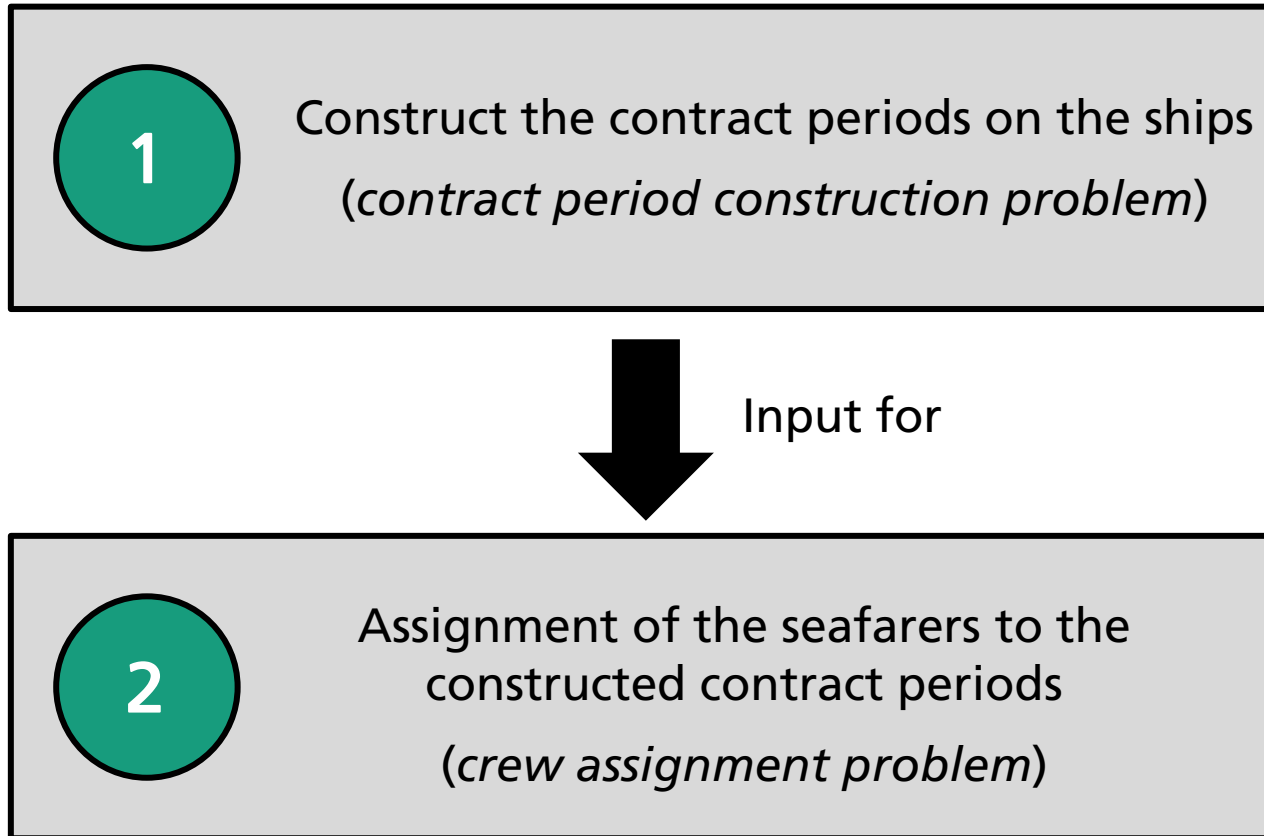 1
Construct the contract periods on the ships
(contract period construction problem)
Input for
2
Assignment of the seafarers to the
constructed contract periods
(crew assignment problem)